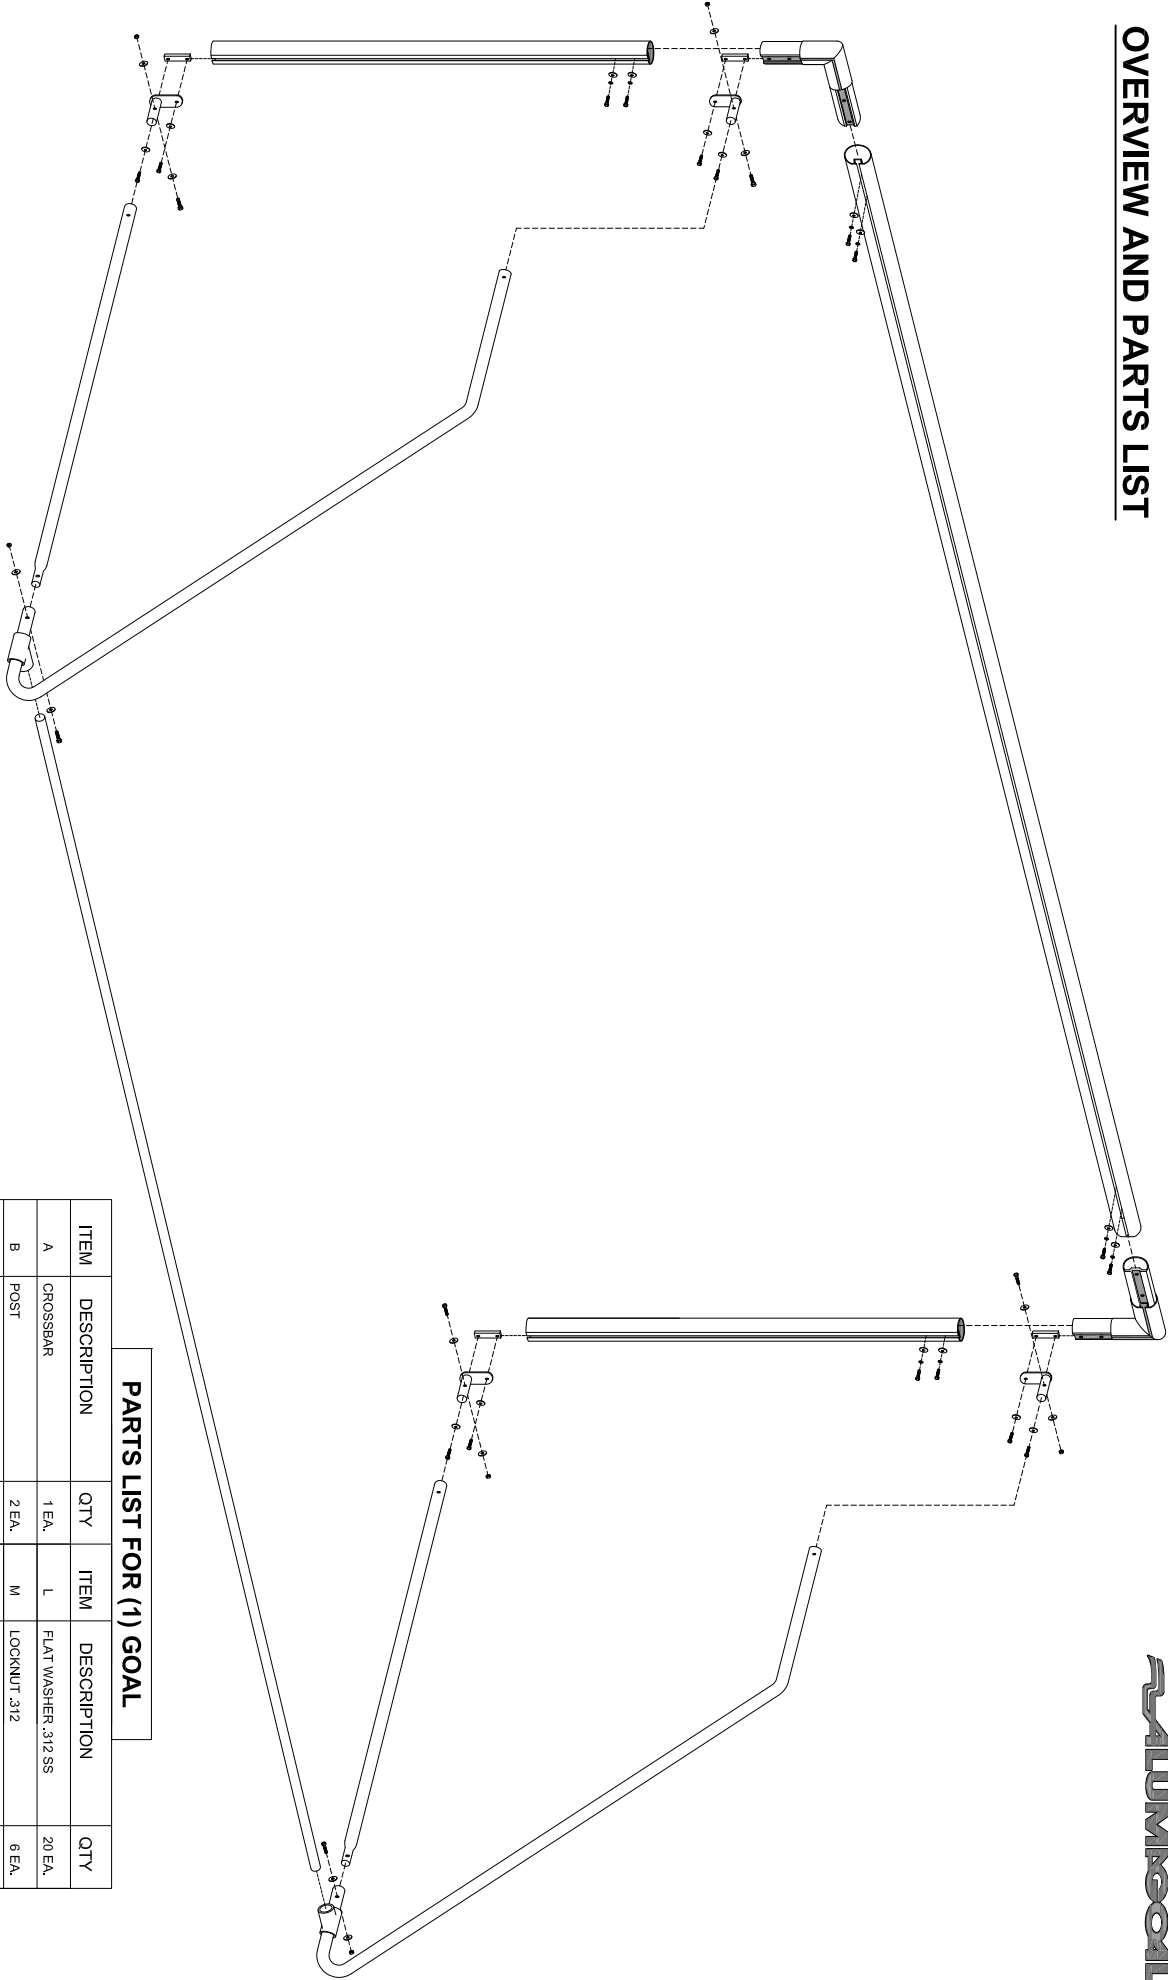 OVERVIEW AND PARTS LIST
ALUMAGOAL
PARTS LIST FOR (1) GOAL
ITEM DESCRIPTION QTY ITEM DESCRIPTION QTY
A CROSSBAR 1 EA. L FLAT WASHER .312 SS 20 EA.
B POST 2 EA. M LOCKNUT .312 6 EA.